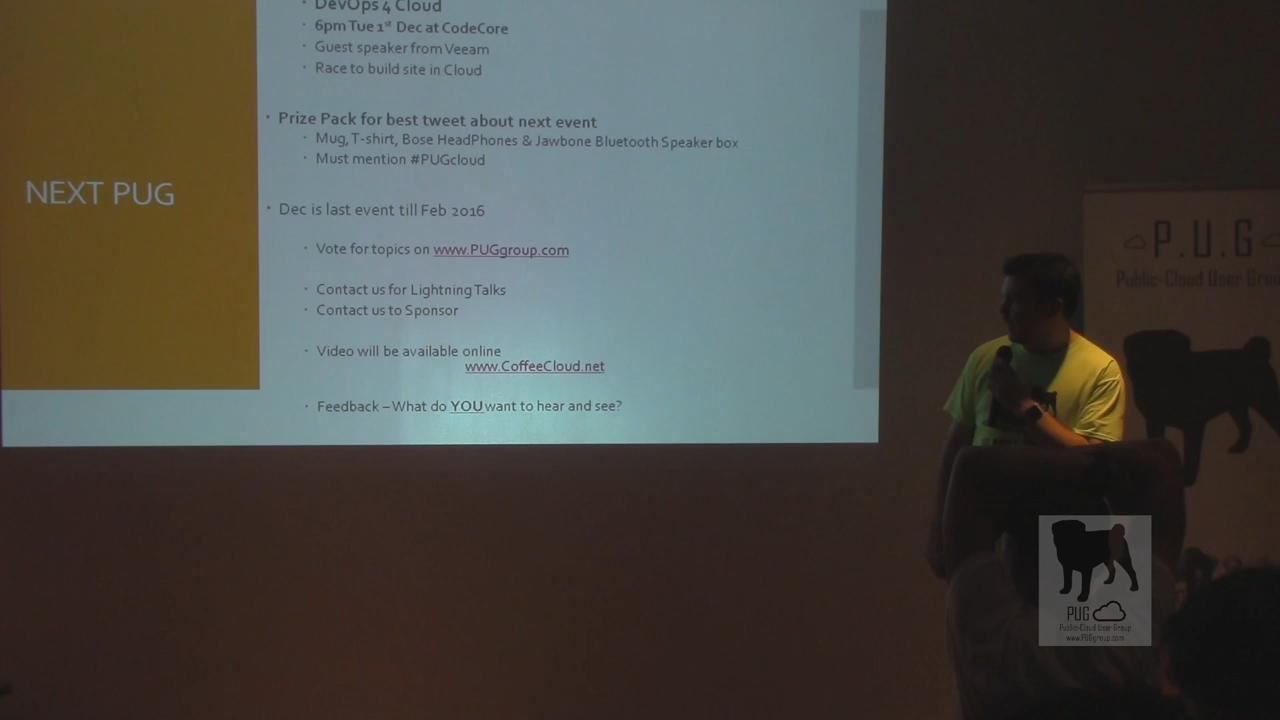 DevOps 4 Cloud
6pm Tue 1st Dec at CodeCore
Guest speaker from Veeam
Race to build site in Cloud
Prize Pack for best tweet about next event
Mug, T-shirt, Bose HeadPhones & Jawbone Bluetooth Speaker box
Must mention #PUGcloud
NEXT PUG
Dec is last event till Feb 2016
Vote for topics on www.PUGgroup.com
Contact us for Lightning Talks
Contact us to Sponsor
Video will be available online
www.CoffeeCloud.net
Feedback – What do YOU want to hear and see?
P.U.G
Public-Cloud User Grou
PUG
Public-Cloud User Group
www.PUGgroup.com